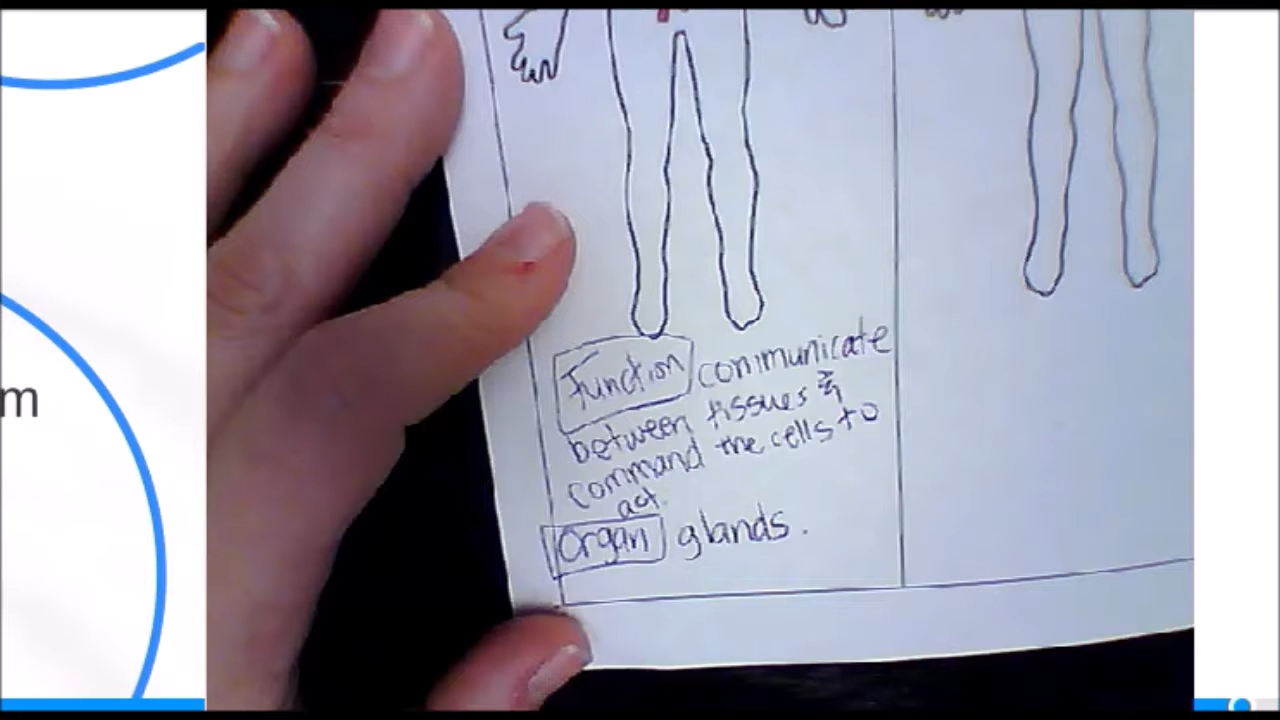 m
Function communicate
between tissues &
command the cells to
act.
Organ glands.